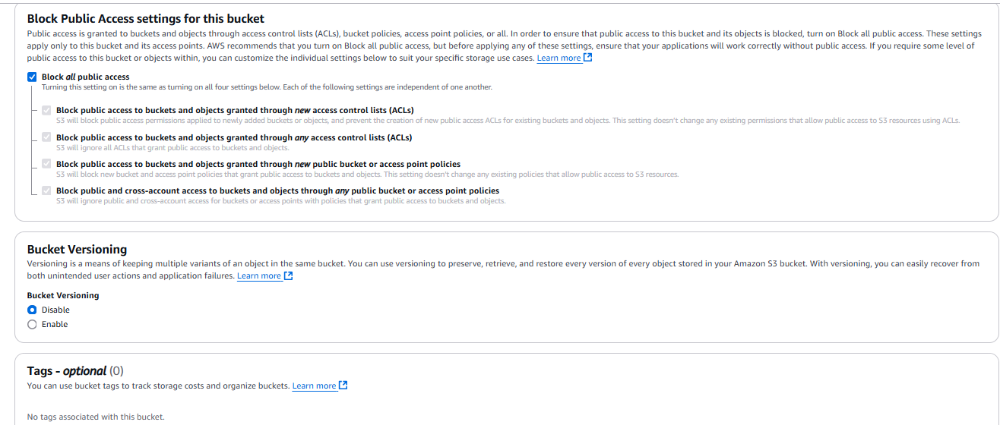 Block Public Access settings for this bucket
Public access is granted to buckets and objects through access control lists (ACLs), bucket policies, access point policies, or all. In order to ensure that public access to this bucket and its objects is blocked, turn on Block all public access. These settings
apply only to this bucket and its access points. AWS recommends that you turn on Block all public access, but before applying any of these settings, ensure that your applications will work correctly without public access. If you require some level of
public access to this bucket or objects within, you can customize the individual settings below to suit your specific storage use cases. Learn more
Block all public access
Turning this setting on is the same as turning on all four settings below. Each of the following settings are independent of one another.
Block public access to buckets and objects granted through new access control lists (ACLs)
S3 will block public access permissions applied to newly added buckets or objects, and prevent the creation of new public access ACLs for existing buckets and objects. This setting doesn't change any existing permissions that allow public access to S3 resources using ACLs.
Block public access to buckets and objects granted through any access control lists (ACLs)
S3 will ignore all ACLs that grant public access to buckets and objects.
Block public access to buckets and objects granted through new public bucket or access point policies
S3 will block new bucket and access point policies that grant public access to buckets and objects. This setting doesn't change any existing policies that allow public access to S3 resources.
Block public and cross-account access to buckets and objects through any public bucket or access point policies
S3 will ignore public and cross-account access for buckets or access points with policies that grant public access to buckets and objects.
Bucket Versioning
Versioning is a means of keeping multiple variants of an object in the same bucket. You can use versioning to preserve, retrieve, and restore every version of every object stored in your Amazon S3 bucket. With versioning, you can easily recover from
both unintended user actions and application failures. Learn more
Bucket Versioning
Disable
Enable
Tags - optional (0)
You can use bucket tags to track storage costs and organize buckets. Learn more
No tags associated with this bucket.